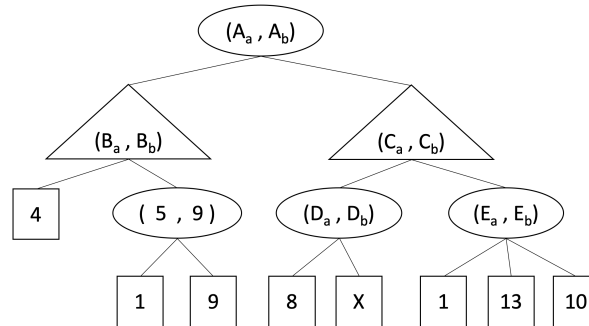 (Aa , Ab)
(Ba , Bb)
(Ca , Cb)
4
( 5 , 9 )
(Da , Db)
(Ea , Eb)
1
9
8
X
1
13
10